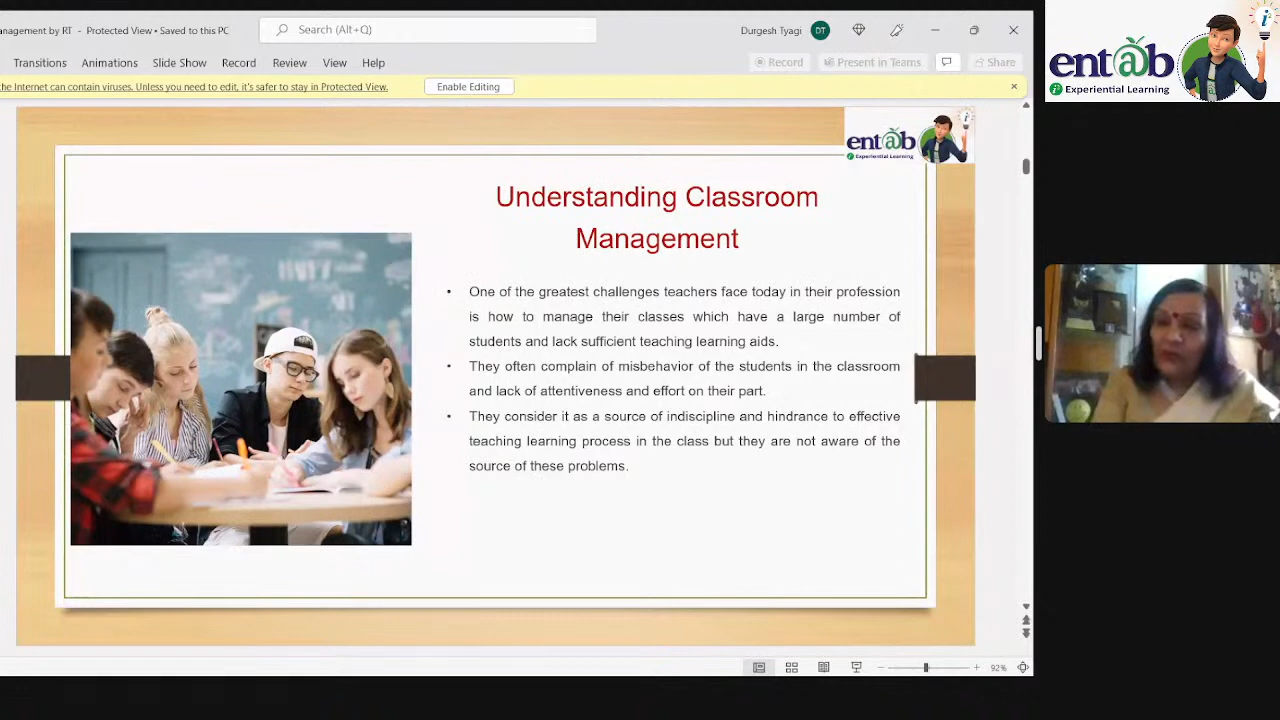 anagement by RT - Protected View • Saved to this PC
Search (Alt+Q)
Durgesh Tyagi
DT
Transitions Animations Slide Show Record Review View Help
Record
Present in Teams
Share
the Internet can contain viruses. Unless you need to edit, it's safer to stay in Protected View.
Enable Editing
entab
i Experiential Learning
i
entab
i Experiential Learning
i
Understanding Classroom
Management
• One of the greatest challenges teachers face today in their profession
is how to manage their classes which have a large number of
students and lack sufficient teaching learning aids.
• They often complain of misbehavior of the students in the classroom
and lack of attentiveness and effort on their part.
• They consider it as a source of indiscipline and hindrance to effective
teaching learning process in the class but they are not aware of the
source of these problems.
92%